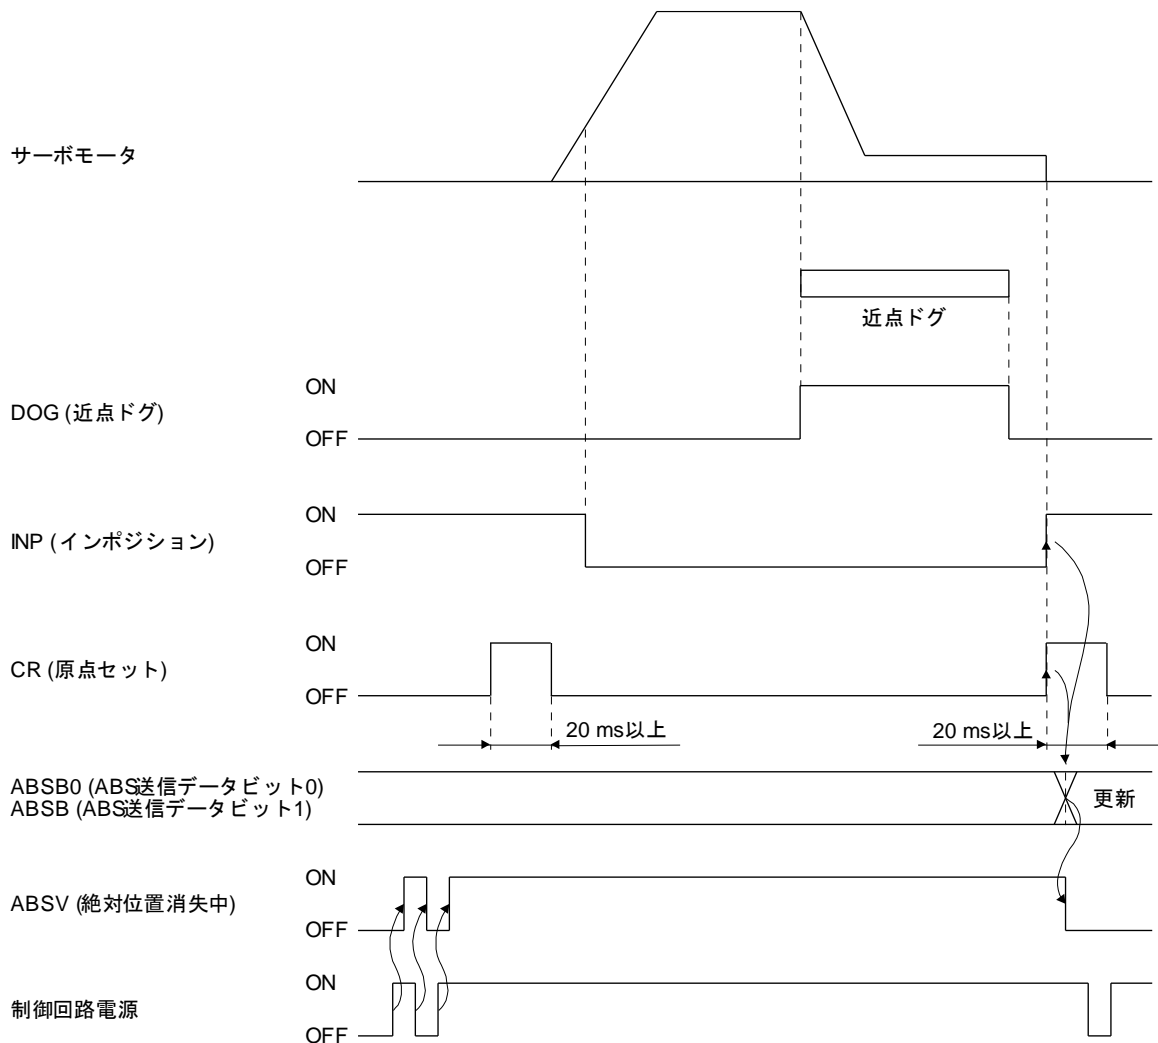 サーボモータ
近点ドグ
ON
DOG (近点ドグ)
OFF
ON
INP (インポジション)
OFF
ON
CR (原点セット)
OFF
20 ms以上
20 ms以上
ABSB0 (ABS送信データビット0)
ABSB (ABS送信データビット1)
更新
ON
ABSV (絶対位置消失中)
OFF
ON
制御回路電源
OFF